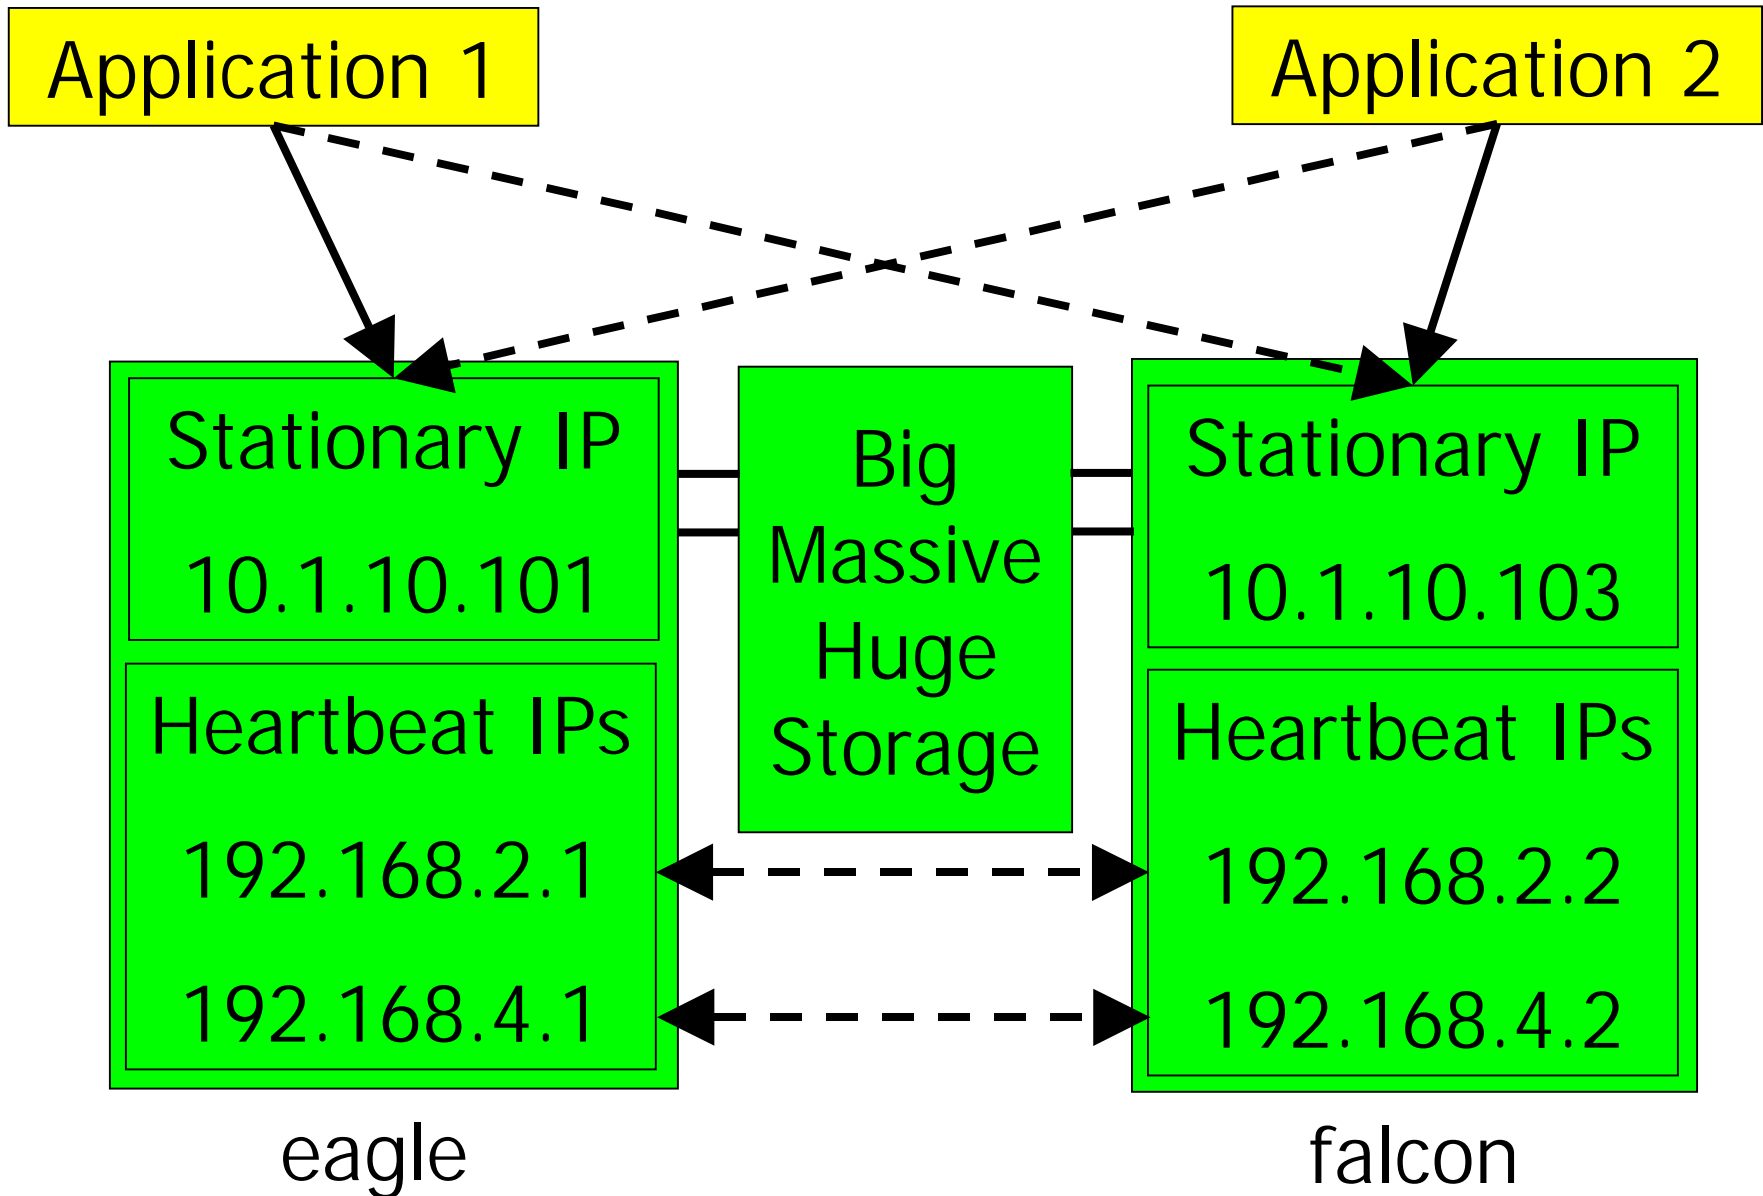 Application 1
Application 2
Stationary IP
10.1.10.101
Heartbeat IPs
192.168.2.1
192.168.4.1
eagle
Big
Massive
Huge
Storage
Stationary IP
10.1.10.103
Heartbeat IPs
192.168.2.2
192.168.4.2
falcon